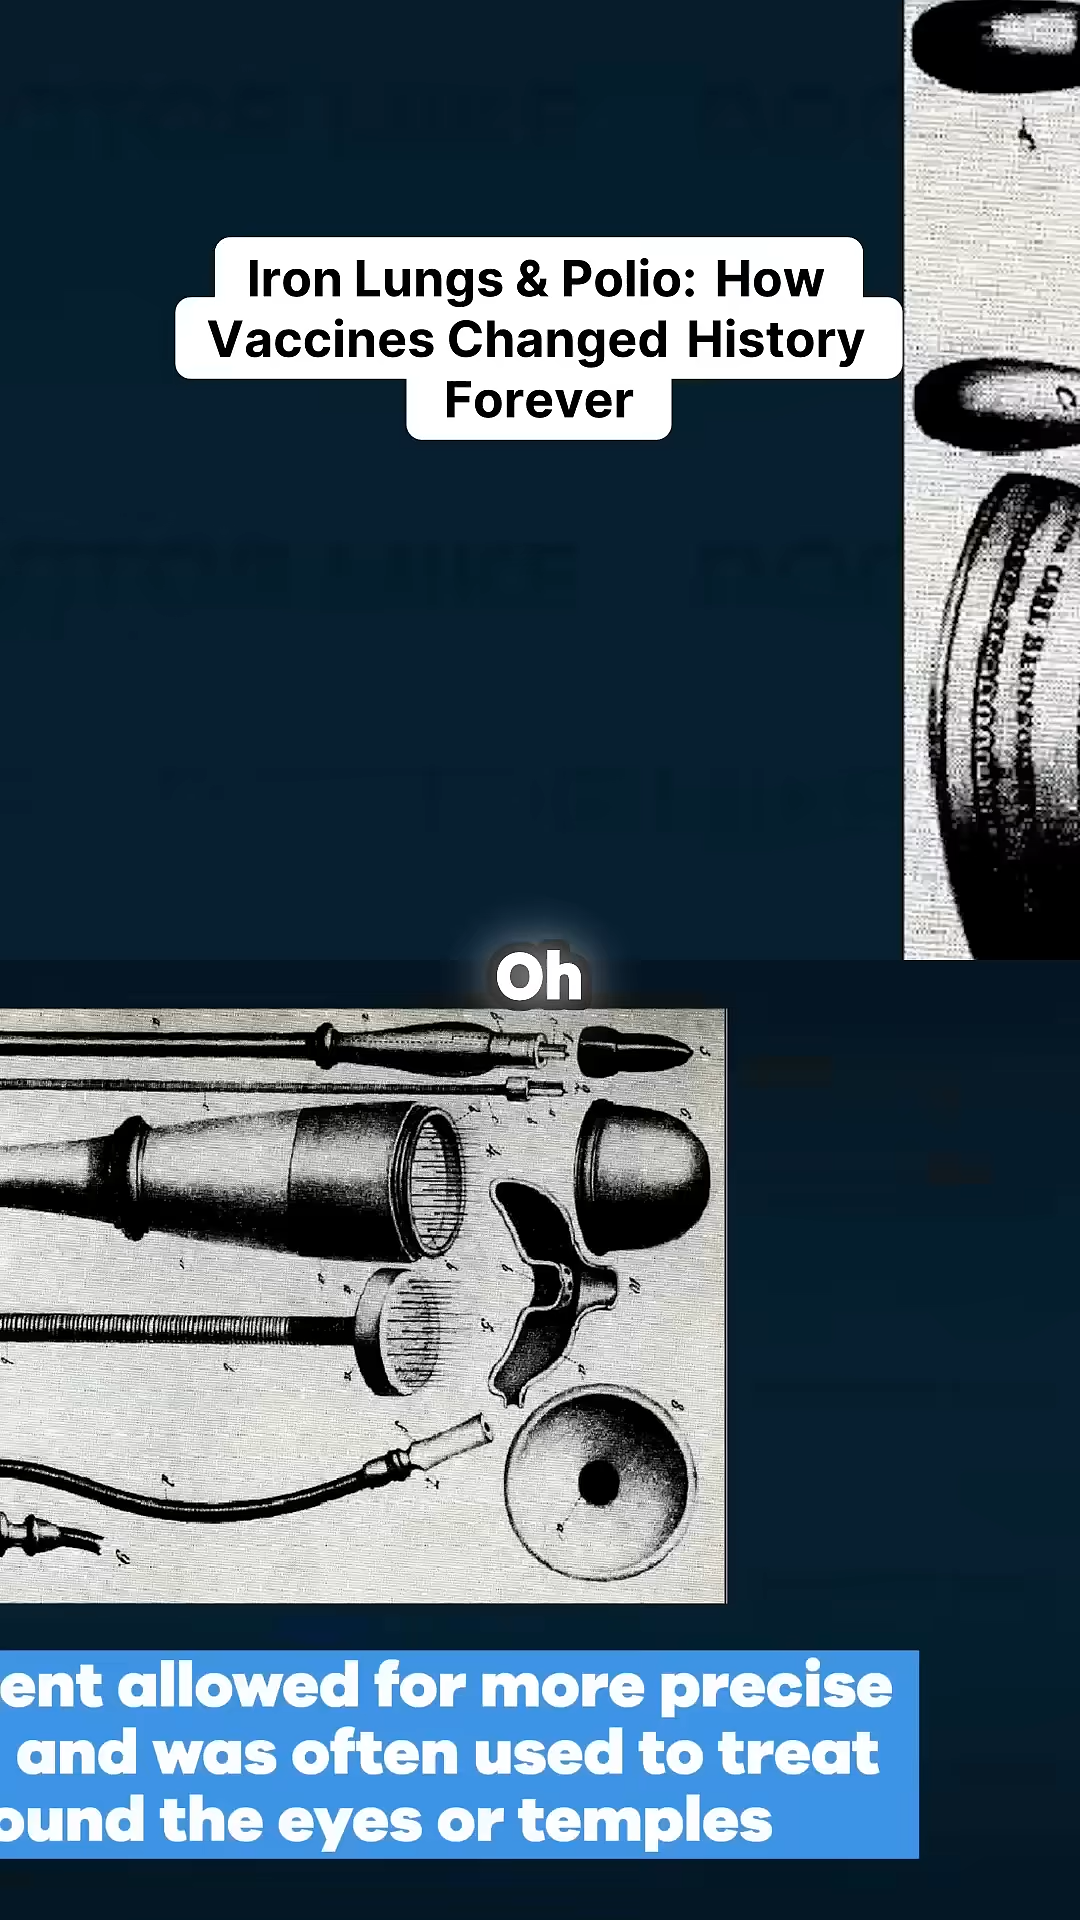 Iron Lungs & Polio: How
Vaccines Changed History
Forever
Oh
ent allowed for more precise
and was often used to treat
ound the eyes or temples